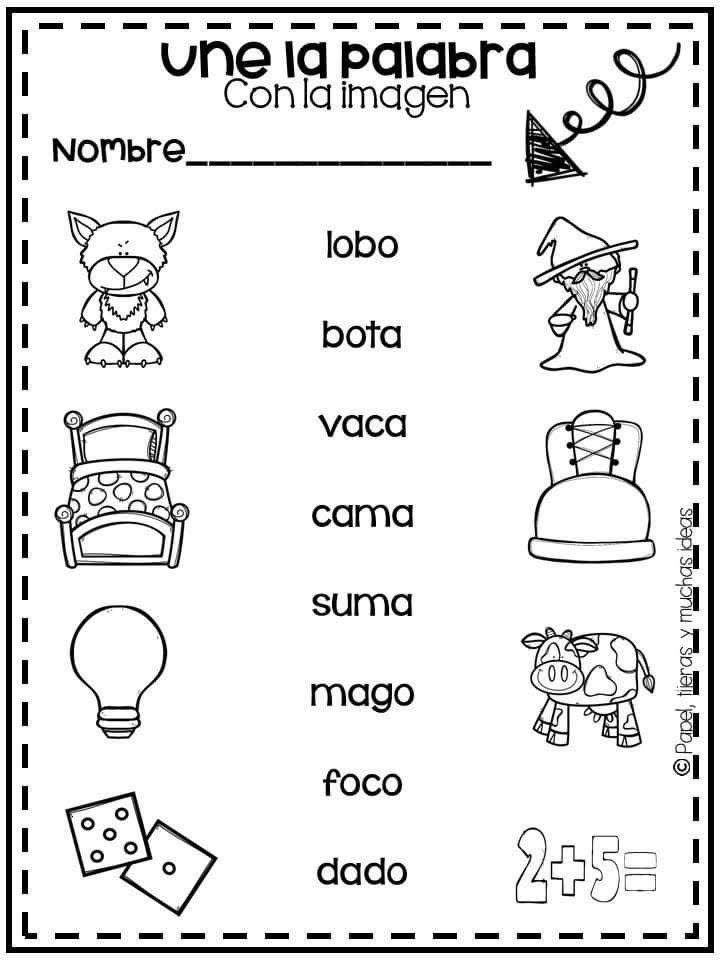 une la palabra
Con la imagen
Nombre_______________
lobo
bota
vaca
cama
suma
mago
foco
dado
2+5=
© Papel, tijeras y muchas ideas